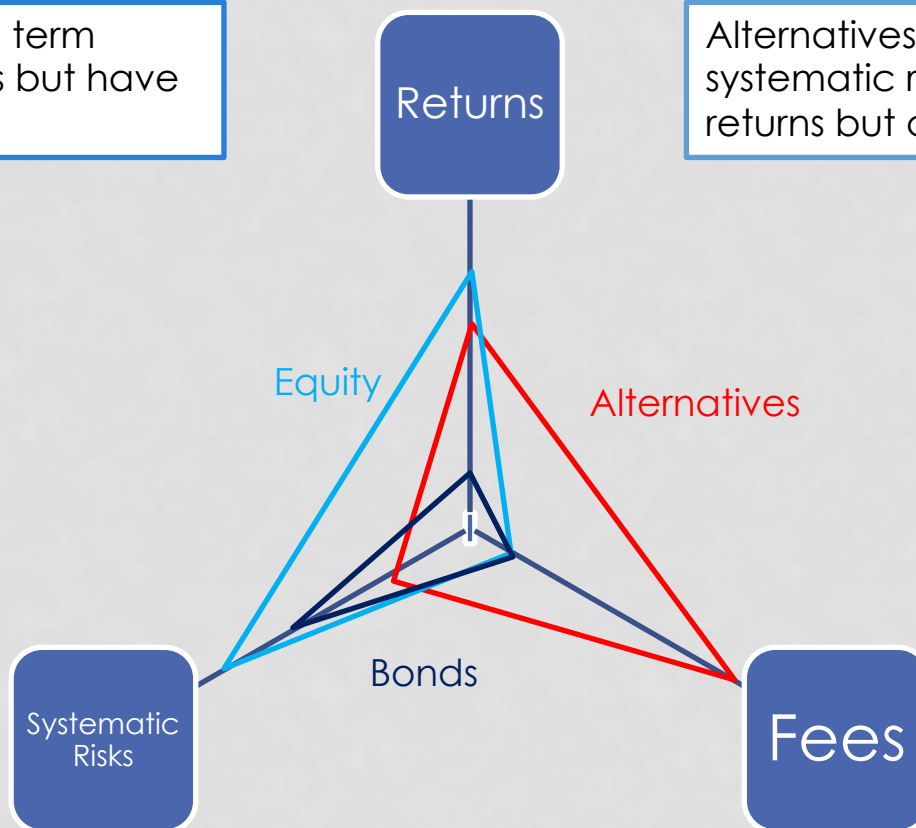 term
s but have
Returns
Alternatives
systematic r
returns but
Equity
Alternatives
Bonds
Systematic
Risks
Fees